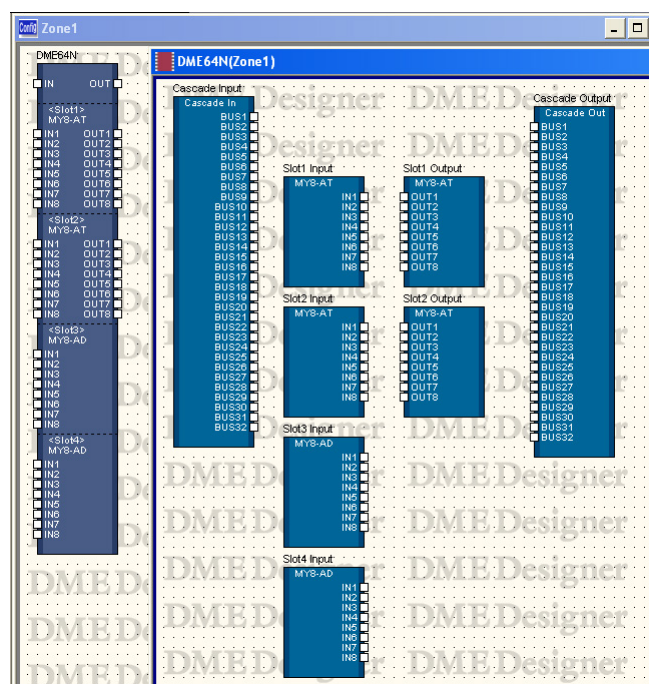 Config Zone1
DME64N
IN OUT
<Slot1>
MY8-AT
IN1 OUT1
IN2 OUT2
IN3 OUT3
IN4 OUT4
IN5 OUT5
IN6 OUT6
IN7 OUT7
IN8 OUT8
<Slot2>
MY8-AT
IN1 OUT1
IN2 OUT2
IN3 OUT3
IN4 OUT4
IN5 OUT5
IN6 OUT6
IN7 OUT7
IN8 OUT8
<Slot3>
MY8-AD
IN1
IN2
IN3
IN4
IN5
IN6
IN7
IN8
<Slot4>
MY8-AD
IN1
IN2
IN3
IN4
IN5
IN6
IN7
IN8
DME64N(Zone1)
Cascade Input
Cascade In
BUS1
BUS2
BUS3
BUS4
BUS5
BUS6
BUS7
BUS8
BUS9
BUS10
BUS11
BUS12
BUS13
BUS14
BUS15
BUS16
BUS17
BUS18
BUS19
BUS20
BUS21
BUS22
BUS23
BUS24
BUS25
BUS26
BUS27
BUS28
BUS29
BUS30
BUS31
BUS32
Slot1 Input
MY8-AT
IN1
IN2
IN3
IN4
IN5
IN6
IN7
IN8
Slot2 Input
MY8-AT
IN1
IN2
IN3
IN4
IN5
IN6
IN7
IN8
Slot3 Input
MY8-AD
IN1
IN2
IN3
IN4
IN5
IN6
IN7
IN8
Slot4 Input
MY8-AD
IN1
IN2
IN3
IN4
IN5
IN6
IN7
IN8
Slot1 Output
MY8-AT
OUT1
OUT2
OUT3
OUT4
OUT5
OUT6
OUT7
OUT8
Slot2 Output
MY8-AT
OUT1
OUT2
OUT3
OUT4
OUT5
OUT6
OUT7
OUT8
Cascade Output
Cascade Out
BUS1
BUS2
BUS3
BUS4
BUS5
BUS6
BUS7
BUS8
BUS9
BUS10
BUS11
BUS12
BUS13
BUS14
BUS15
BUS16
BUS17
BUS18
BUS19
BUS20
BUS21
BUS22
BUS23
BUS24
BUS25
BUS26
BUS27
BUS28
BUS29
BUS30
BUS31
BUS32
DME Designer
DME Designer
DME Designer
DME Designer